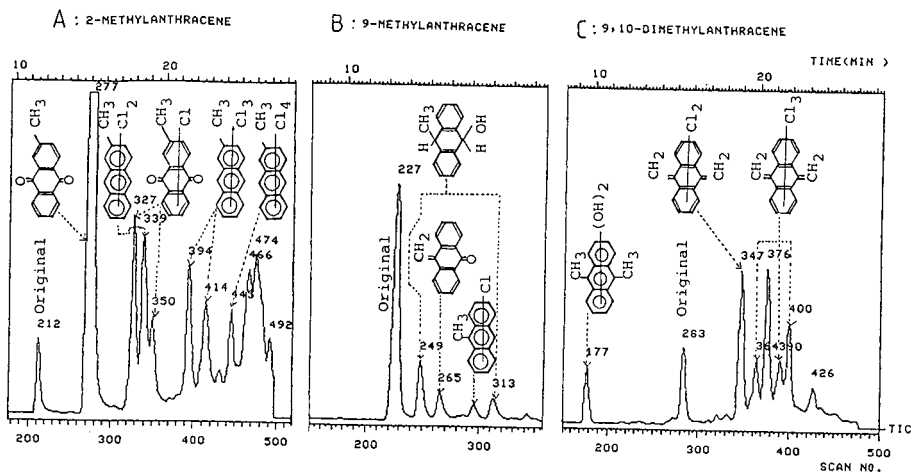 A : 2-METHYLANTHRACENE
B : 9-METHYLANTHRACENE
C : 9,10-DIMETHYLANTHRACENE
TIME(MIN)
10 20
10
10 20
277
CH3
O O
CH3 Cl2
CH3 Cl
O O
CH3 Cl3
CH3 Cl4
327
339
350
394
414
443
466
474
492
212
Original
200 300 400 500
CH3 OH
H H
227
CH2
O
Cl
CH3
Original
249
265
313
200 300
(OH)2
CH3 CH3
Cl2
CH2 CH2
Cl3
CH2 CH2
Original
177
263
347
364
376
390
400
426
TIC
200 300 400 500
SCAN NO.